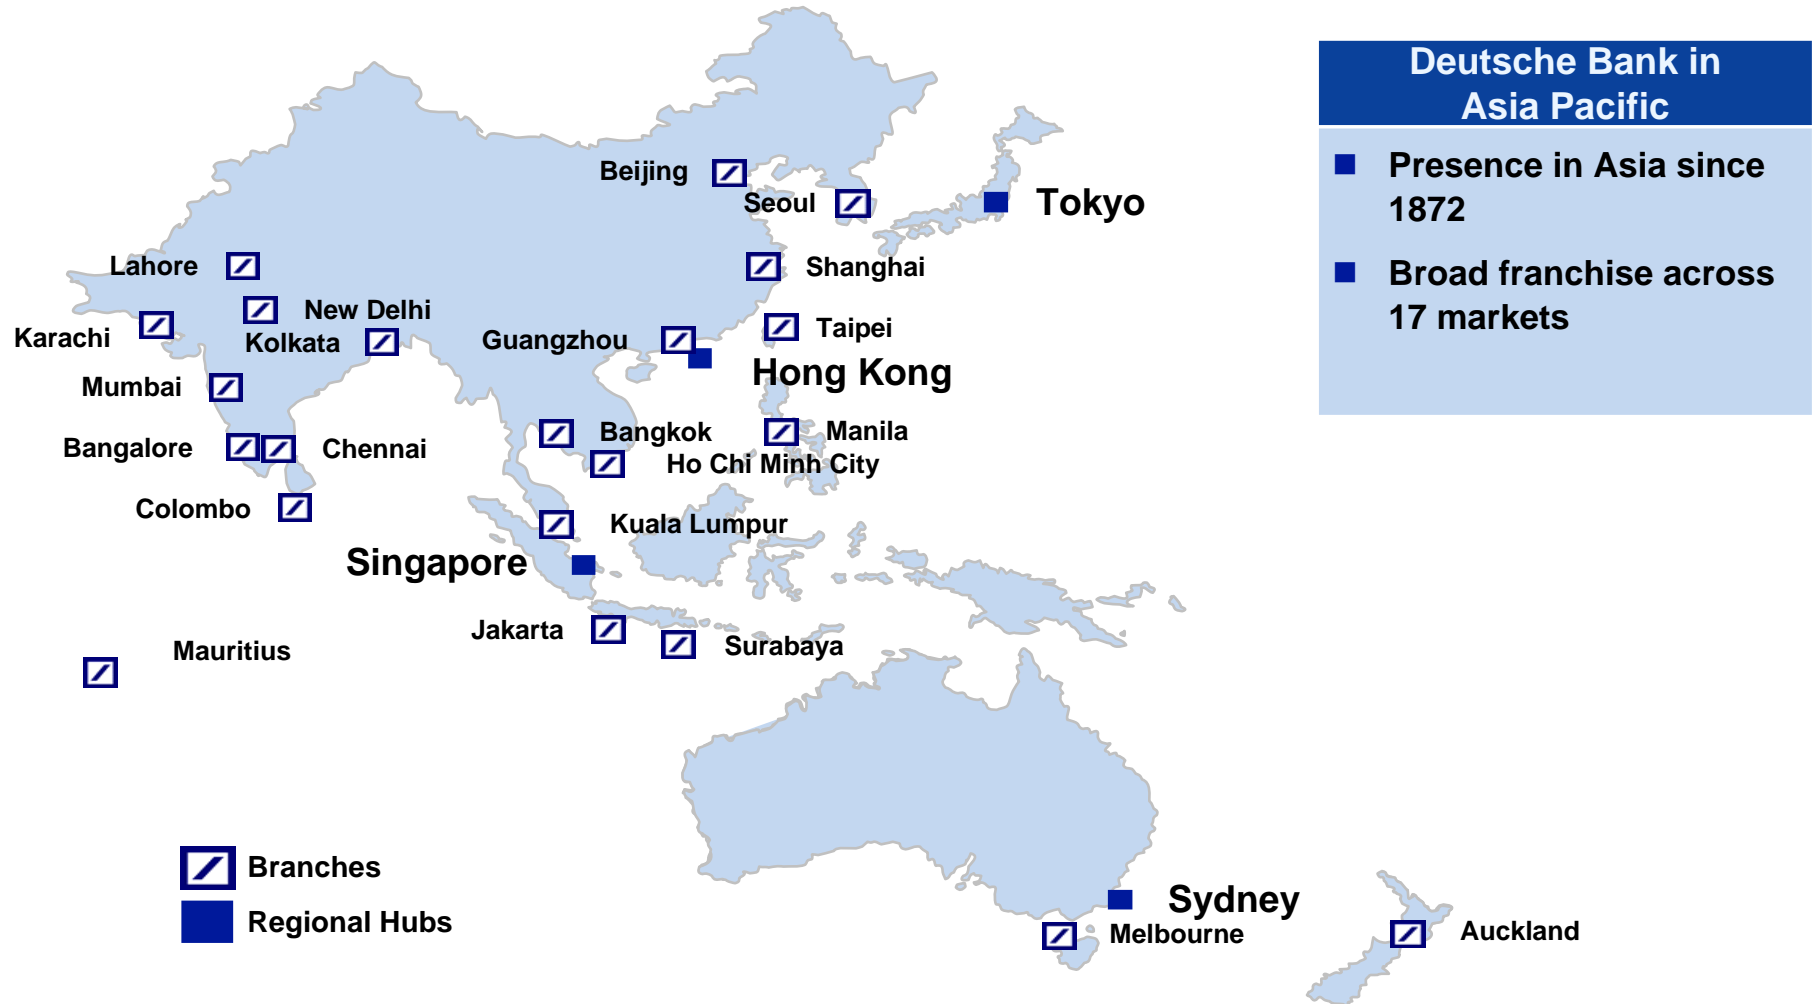 Deutsche Bank in
Asia Pacific
Presence in Asia since
1872
Broad franchise across
17 markets
Beijing
Seoul
Tokyo
Lahore
Shanghai
New Delhi
Karachi
Kolkata
Guangzhou
Taipei
Hong Kong
Mumbai
Bangkok
Manila
Bangalore
Chennai
Ho Chi Minh City
Colombo
Kuala Lumpur
Singapore
Jakarta
Surabaya
Mauritius
Branches
Regional Hubs
Sydney
Melbourne
Auckland